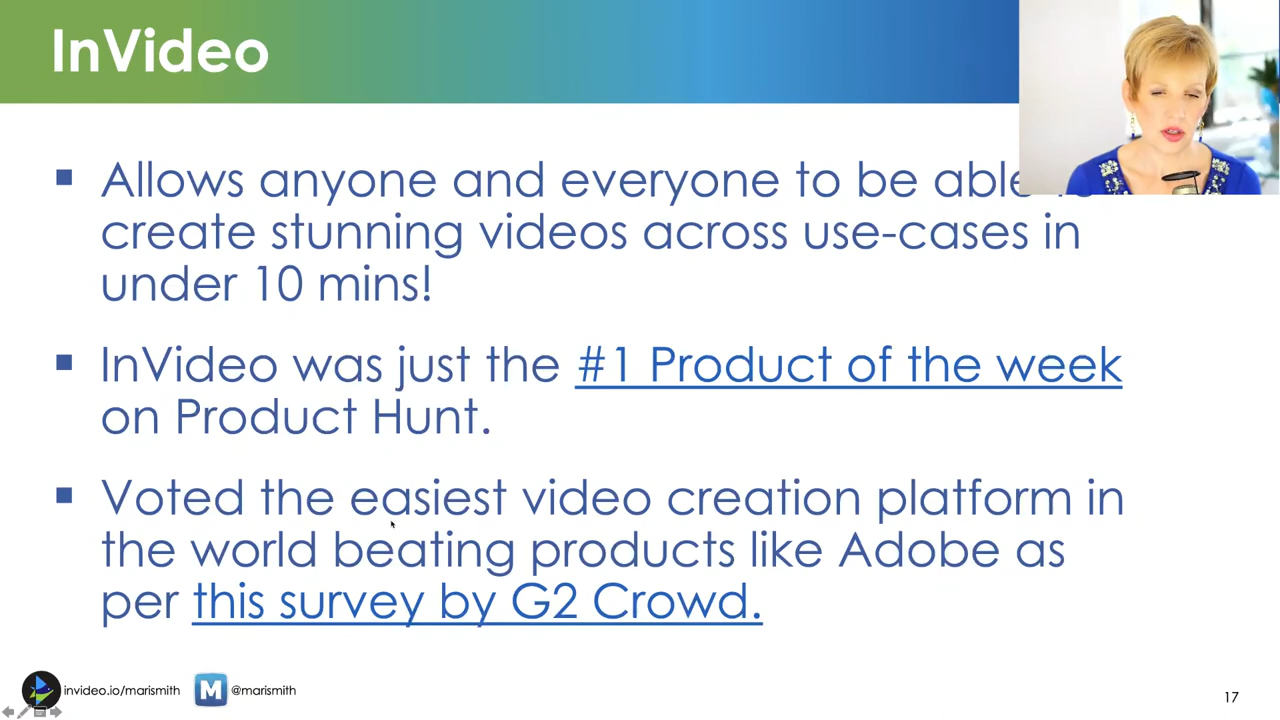 InVideo
Allows anyone and everyone to be able
create stunning videos across use-cases in
under 10 mins!
InVideo was just the #1 Product of the week
on Product Hunt.
Voted the easiest video creation platform in
the world beating products like Adobe as
per this survey by G2 Crowd.
invideo.io/marismith
M
@marismith
17